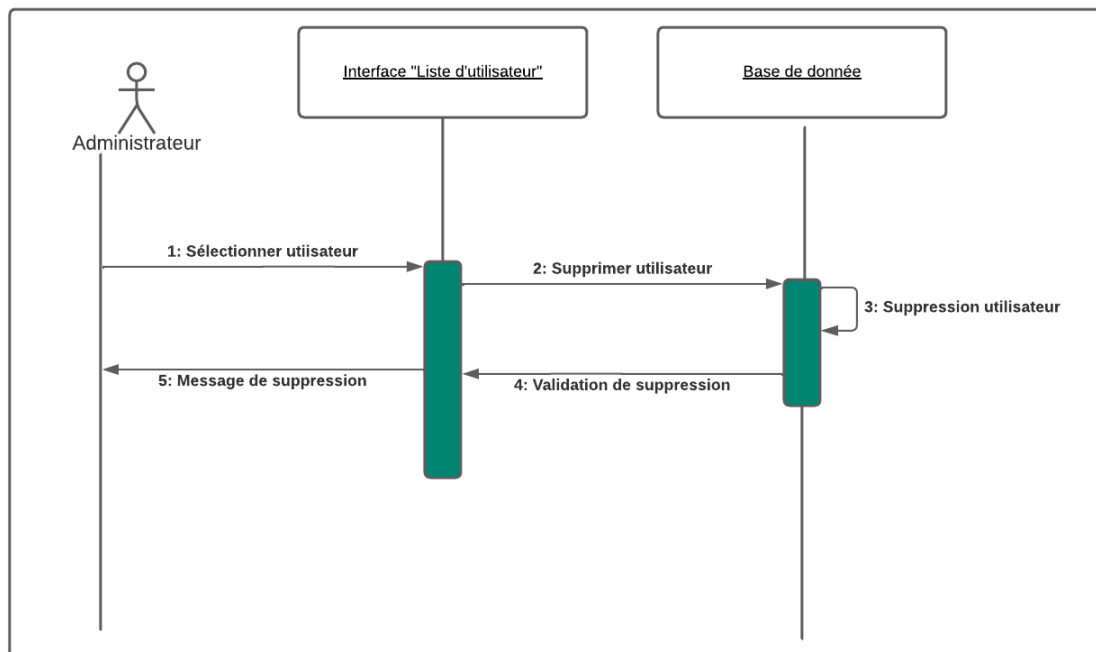 Interface "Liste d'utilisateur"
Base de donnée
Administrateur
1: Sélectionner utiisateur
2: Supprimer utilisateur
3: Suppression utilisateur
5: Message de suppression
4: Validation de suppression